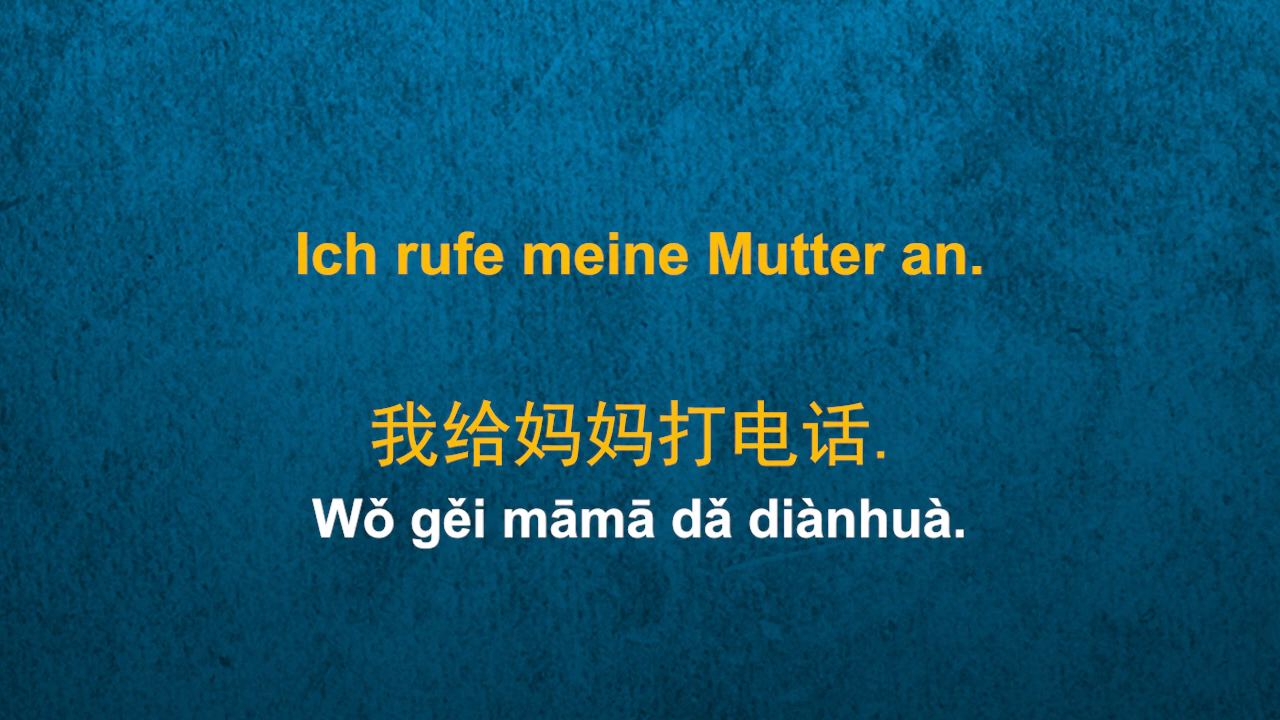 Ich rufe meine Mutter an.
我给妈妈打电话.
Wǒ gěi māmā dǎ diànhuà.